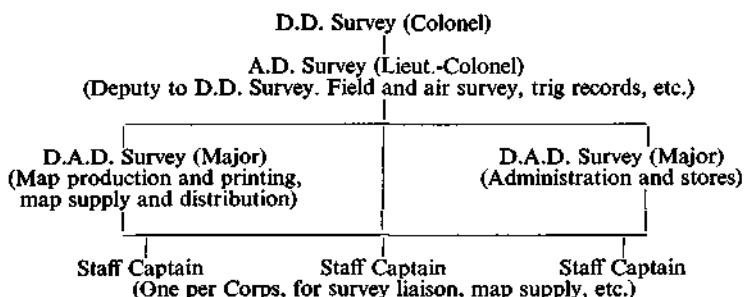 D.D. Survey (Colonel)
A.D. Survey (Lieut.-Colonel)
(Deputy to D.D. Survey. Field and air survey, trig records, etc.)
D.A.D. Survey (Major)
(Map production and printing,
map supply and distribution)
D.A.D. Survey (Major)
(Administration and stores)
Staff Captain Staff Captain Staff Captain
(One per Corps, for survey liaison, map supply, etc.)